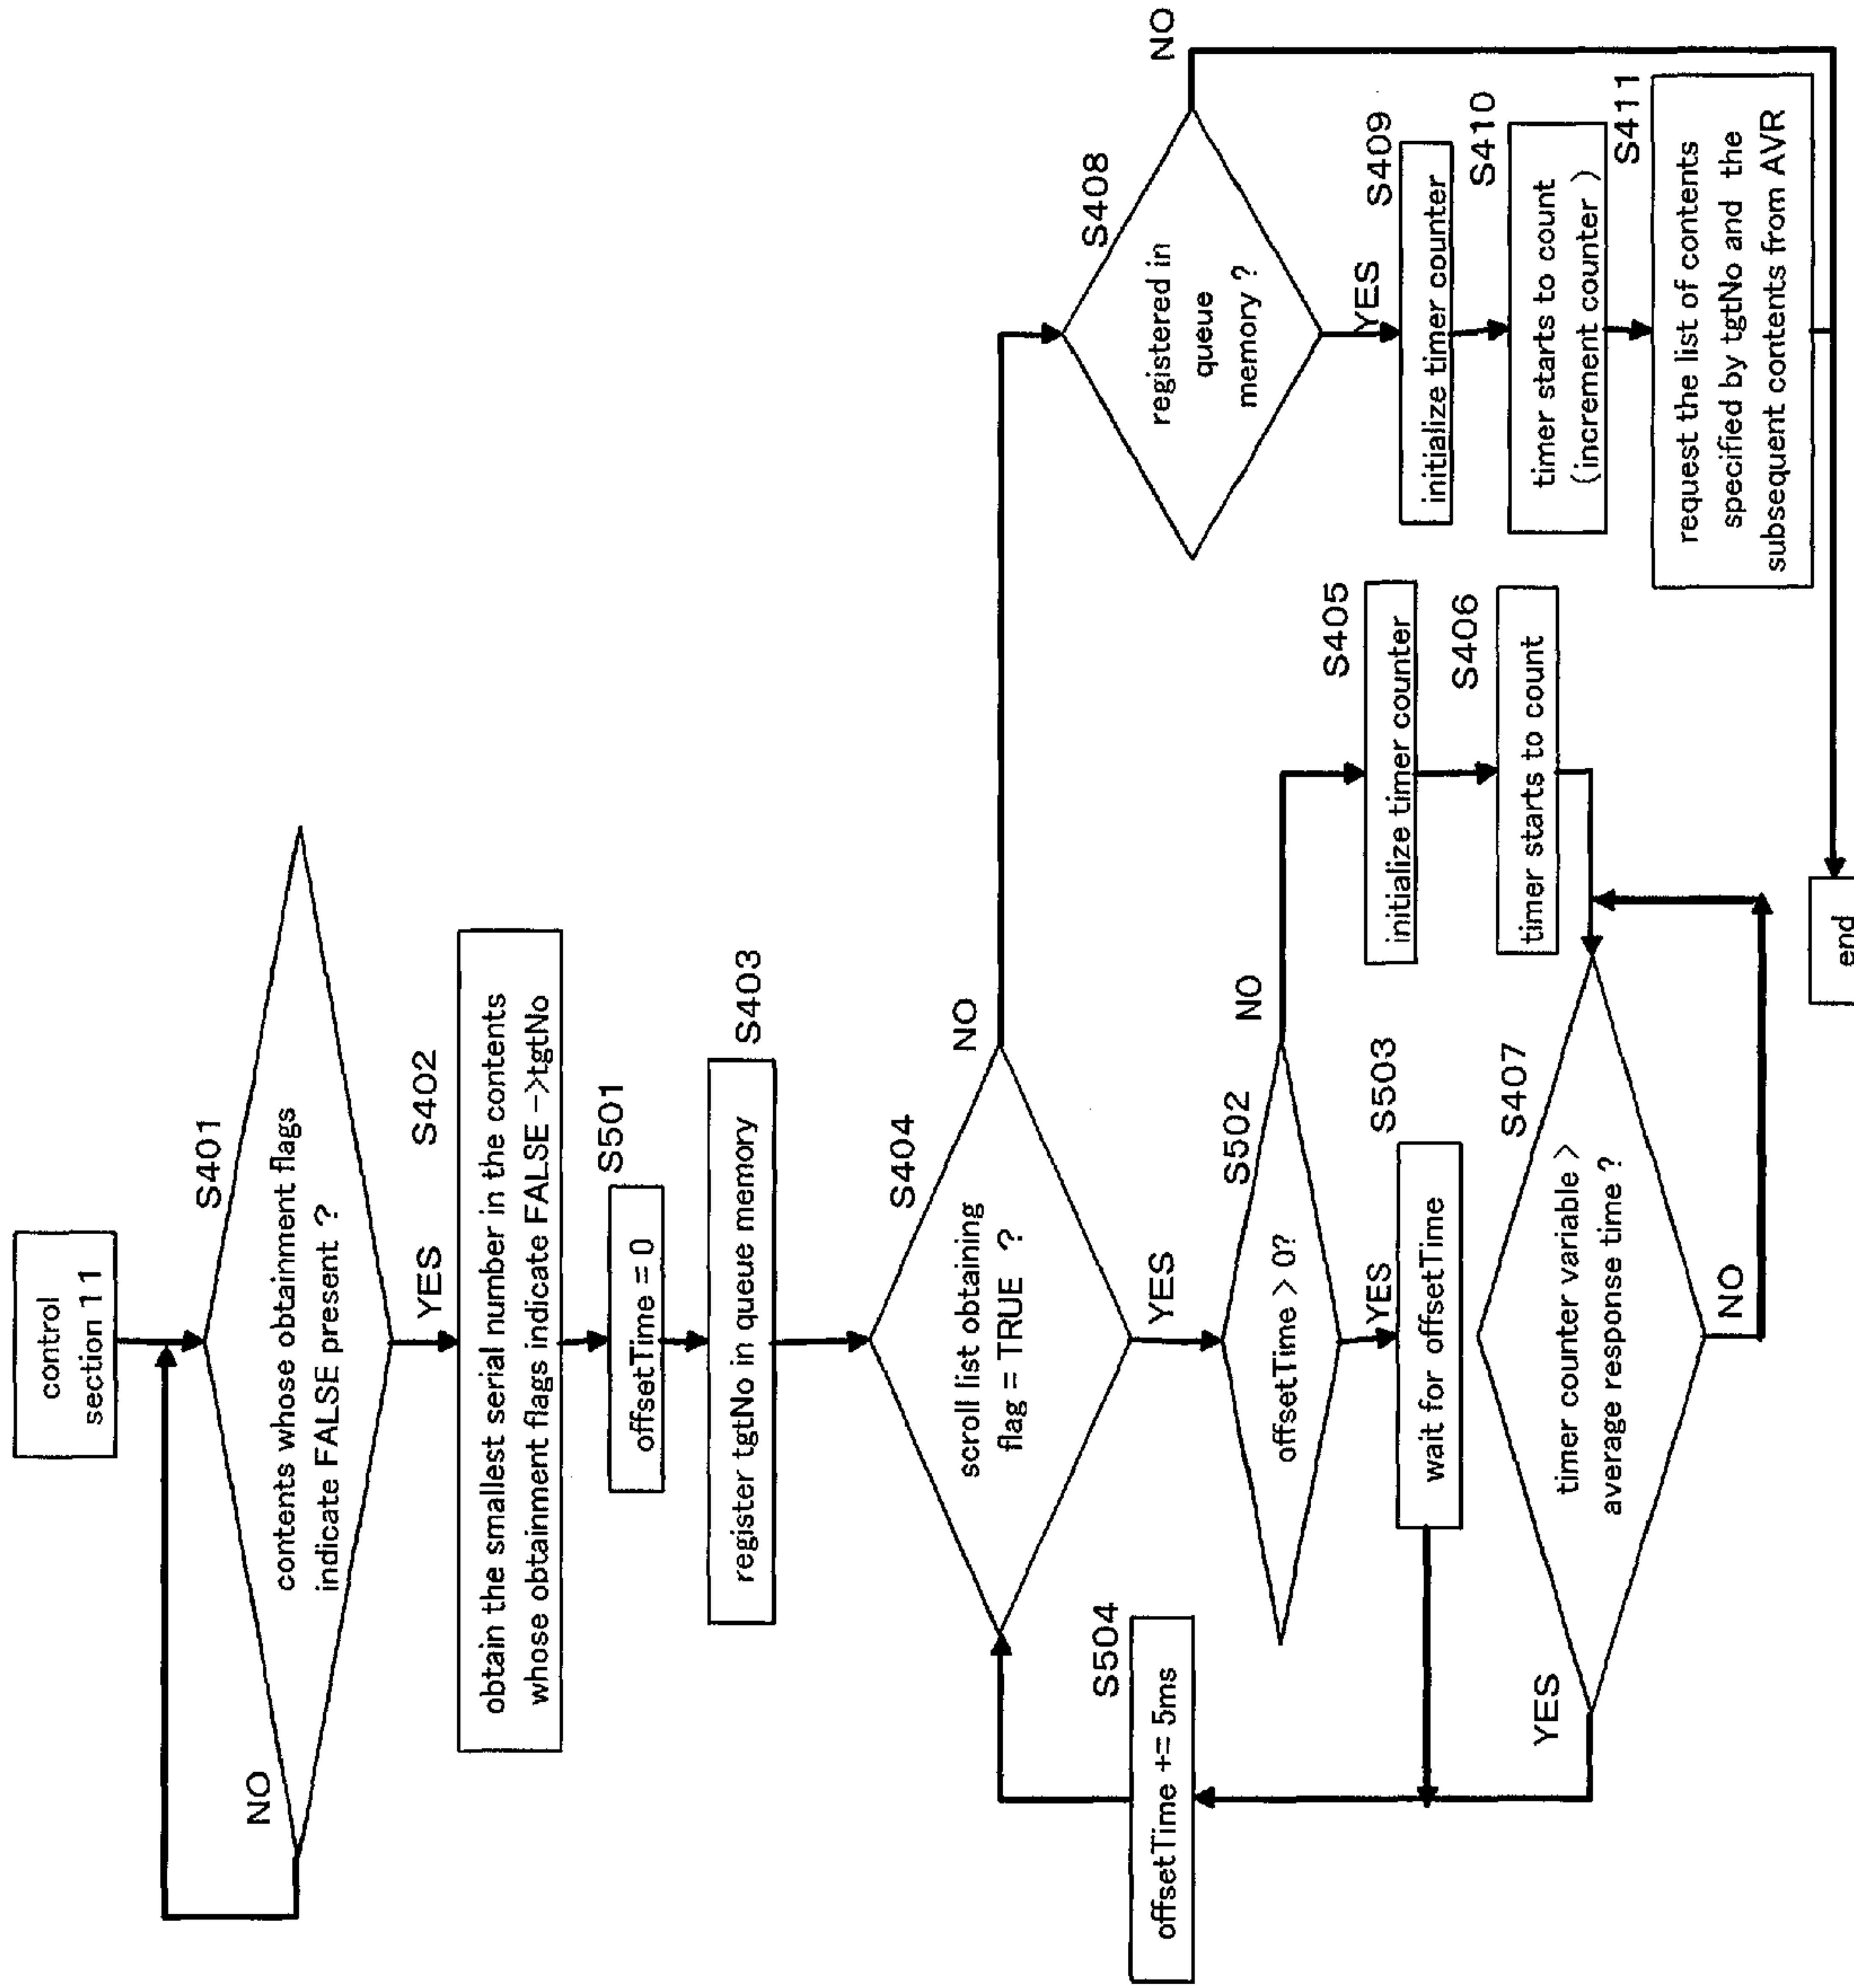 control
section 11
S401
contents whose obtainment flags
indicate FALSE present ?
NO
YES
S402
obtain the smallest serial number in the contents
whose obtainment flags indicate FALSE ->tgtNo
S501
offsetTime = 0
S403
register tgtNo in queue memory
S404
scroll list obtaining
flag = TRUE ?
NO
YES
S502
offsetTime > 0?
NO
YES
S503
wait for offsetTime
S504
offsetTime += 5ms
S405
initialize timer counter
S406
timer starts to count
S407
timer counter variable >
average response time ?
YES
NO
S408
registered in
queue
memory ?
NO
YES
S409
initialize timer counter
S410
timer starts to count
(increment counter )
S411
request the list of contents
specified by tgtNo and the
subsequent contents from AVR
end